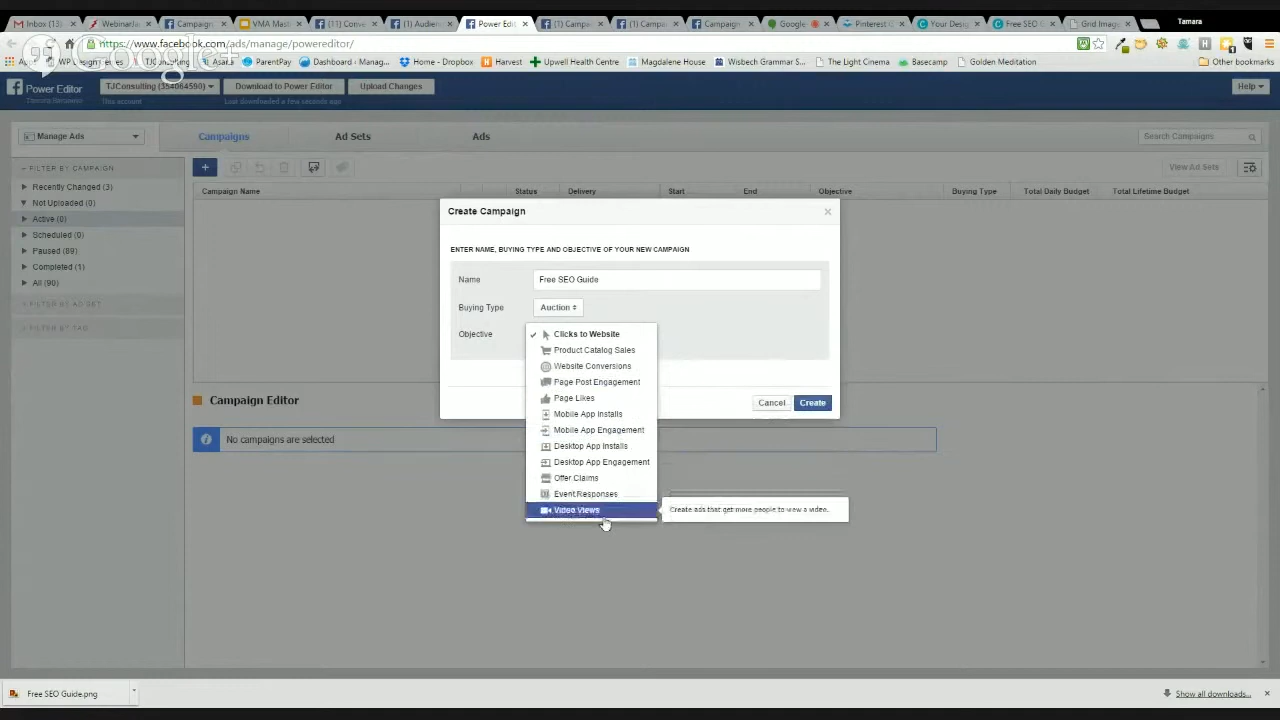 Inbox (13)
Webinar/a
Campaign
VMA Mast
(11) Conve
(1) Audien
Power Edit
(1) Campa
(1) Campa
Campaign
Google
Pinterest
Your Desig
Free SEO G
Grid Image
Tamara
https://www.facebook.com/ads/manage/powereditor/
Google+
Apps
WP Designer
TJConsulting
Asana
ParentPay
Dashboard ‹ Manag...
Home - Dropbox
Harvest
Upwell Health Centre
Magdalene House
Wisbech Grammar S...
The Light Cinema
Basecamp
Golden Meditation
Other bookmarks
Power Editor
TJConsulting
Download to Power Editor
Upload Changes
Help
Last downloaded a few seconds ago
Manage Ads
Campaigns
Ad Sets
Ads
Search Campaigns
FILTER BY CAMPAIGN
View Ad Sets
Recently Changed (3)
Campaign Name
Status
Delivery
Start
End
Objective
Buying Type
Total Daily Budget
Total Lifetime Budget
Not Uploaded (0)
Active (0)
Scheduled (0)
Paused (89)
Completed (1)
All (90)
FILTER BY AD SET
FILTER BY TAG
Create Campaign
ENTER NAME, BUYING TYPE AND OBJECTIVE OF YOUR NEW CAMPAIGN
Name
Free SEO Guide
Buying Type
Auction
Objective
Clicks to Website
Product Catalog Sales
Website Conversions
Page Post Engagement
Page Likes
Mobile App Installs
Mobile App Engagement
Desktop App Installs
Desktop App Engagement
Offer Claims
Event Responses
Video Views
Create ads that get more people to view a video.
Cancel
Create
Campaign Editor
No campaigns are selected
Free SEO Guide.png
Show all downloads...